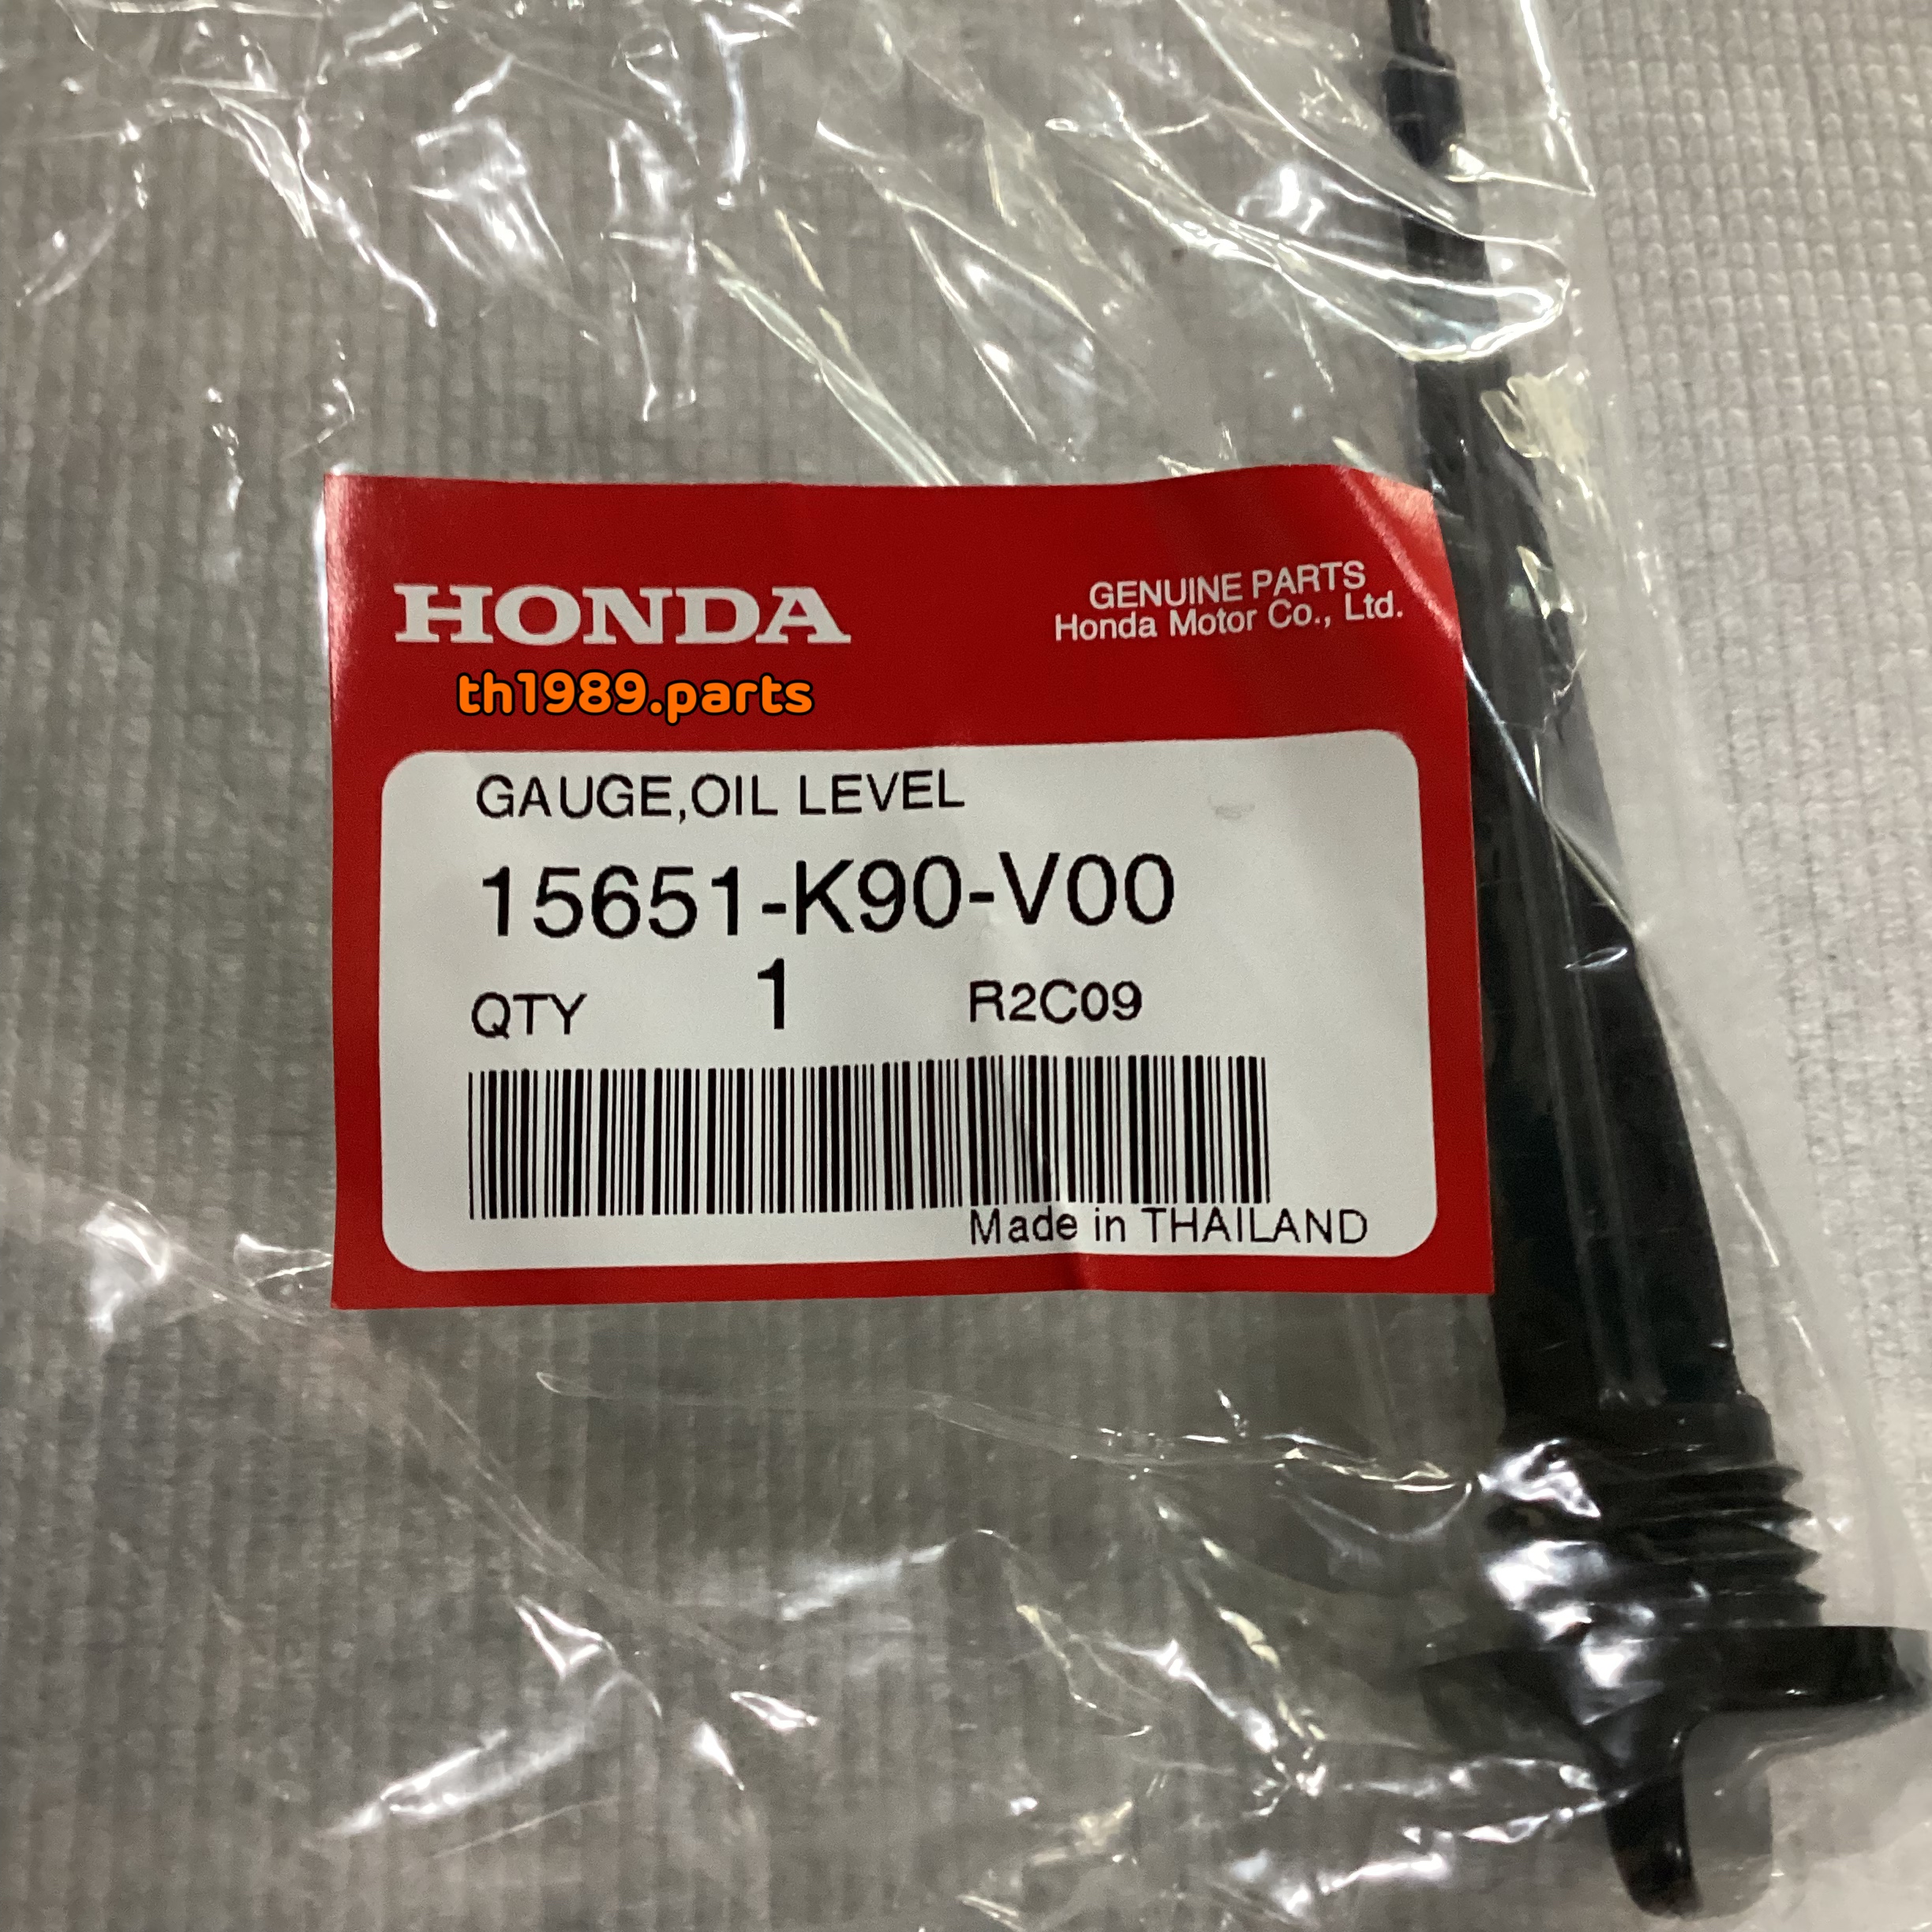 HONDA
GENUINE PARTS
Honda Motor Co., Ltd.
th1989.parts
GAUGE,OIL LEVEL
15651-K90-V00
QTY 1 R2C09
Made in THAILAND